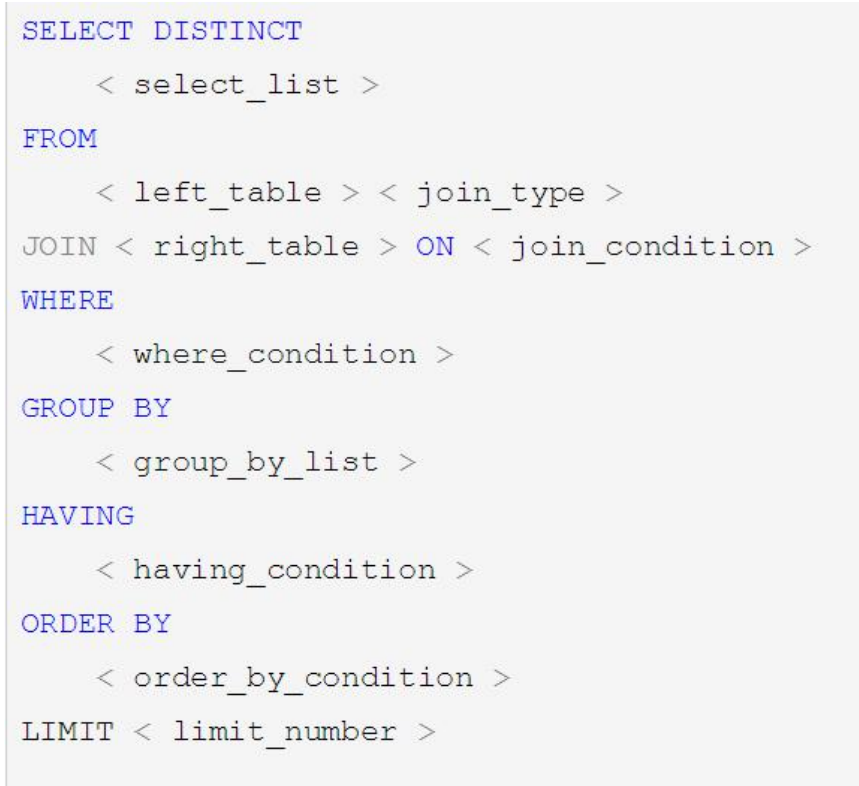 SELECT DISTINCT
< select_list >
FROM
< left_table > < join_type >
JOIN < right_table > ON < join_condition >
WHERE
< where_condition >
GROUP BY
< group_by_list >
HAVING
< having_condition >
ORDER BY
< order_by_condition >
LIMIT < limit_number >